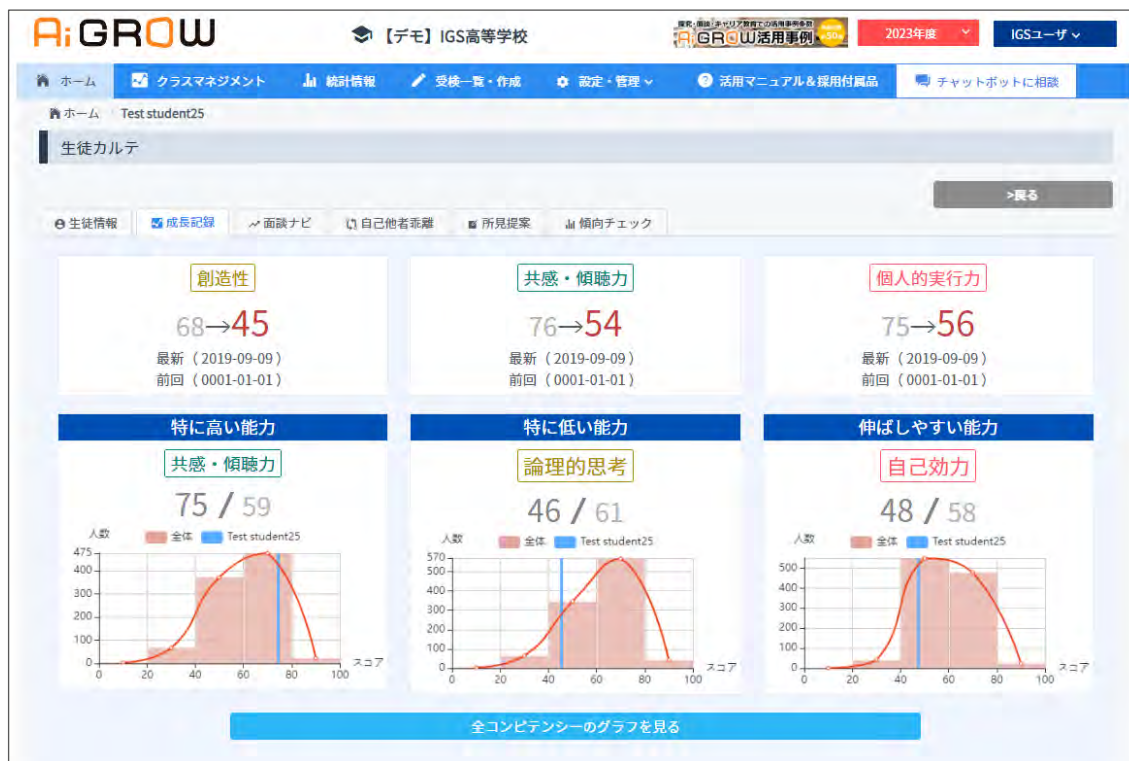 Ai GROW
【デモ】IGS高等学校
探究・面談・キャリア教育での活用事例多数
Ai GROW活用事例
2023年度
IGSユーザ
ホーム
クラスマネジメント
統計情報
受検一覧・作成
設定・管理
活用マニュアル&採用付属品
チャットボットに相談
ホーム
Test student25
生徒カルテ
>戻る
生徒情報
成長記録
面談ナビ
自己他者乖離
所見提案
傾向チェック
創造性
68→45
最新（2019-09-09）
前回（0001-01-01）
共感・傾聴力
76→54
最新（2019-09-09）
前回（0001-01-01）
個人的実行力
75→56
最新（2019-09-09）
前回（0001-01-01）
特に高い能力
共感・傾聴力
75 / 59
人数
全体
Test student25
475
400
300
200
100
0
0 20 40 60 80 100
スコア
特に低い能力
論理的思考
46 / 61
人数
全体
Test student25
570
500
400
300
200
100
0
0 20 40 60 80 100
スコア
伸ばしやすい能力
自己効力
48 / 58
人数
全体
Test student25
500
400
300
200
100
0
0 20 40 60 80 100
スコア
全コンピテンシーのグラフを見る